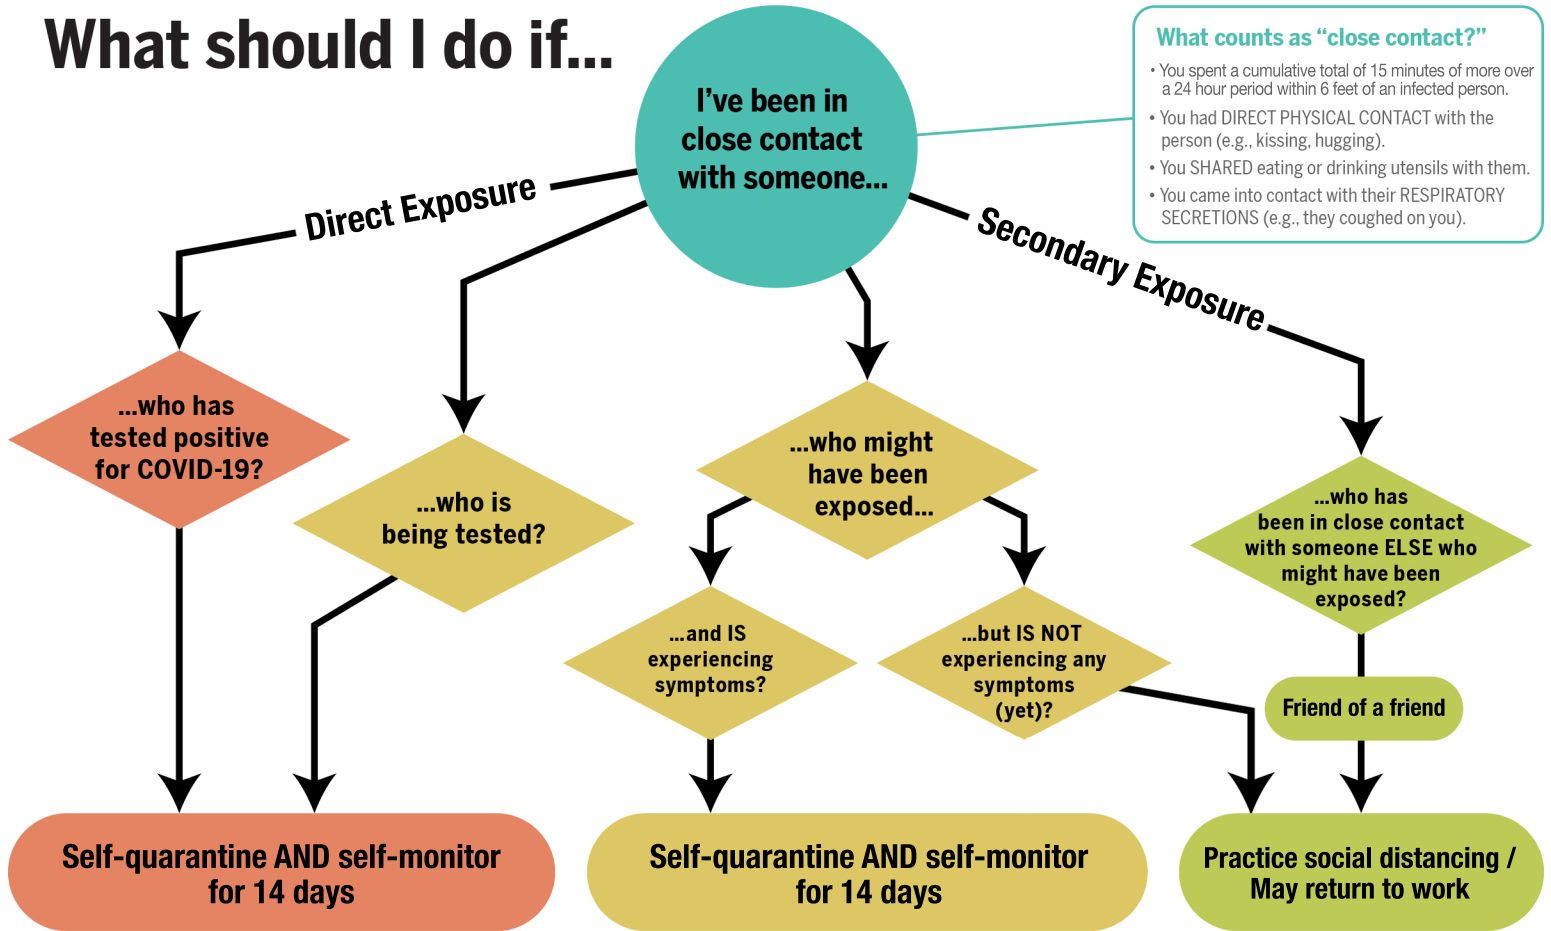 What should I do if...
I've been in
close contact
with someone...
What counts as “close contact?”
• You spent a cumulative total of 15 minutes of more over
a 24 hour period within 6 feet of an infected person.
• You had DIRECT PHYSICAL CONTACT with the
person (e.g., kissing, hugging).
• You SHARED eating or drinking utensils with them.
• You came into contact with their RESPIRATORY
SECRETIONS (e.g., they coughed on you).
Direct Exposure
Secondary Exposure
...who has
tested positive
for COVID-19?
...who is
being tested?
...who might
have been
exposed...
...who has
been in close contact
with someone ELSE who
might have been
exposed?
...and IS
experiencing
symptoms?
...but IS NOT
experiencing any
symptoms
(yet)?
Friend of a friend
Self-quarantine AND self-monitor
for 14 days
Self-quarantine AND self-monitor
for 14 days
Practice social distancing /
May return to work